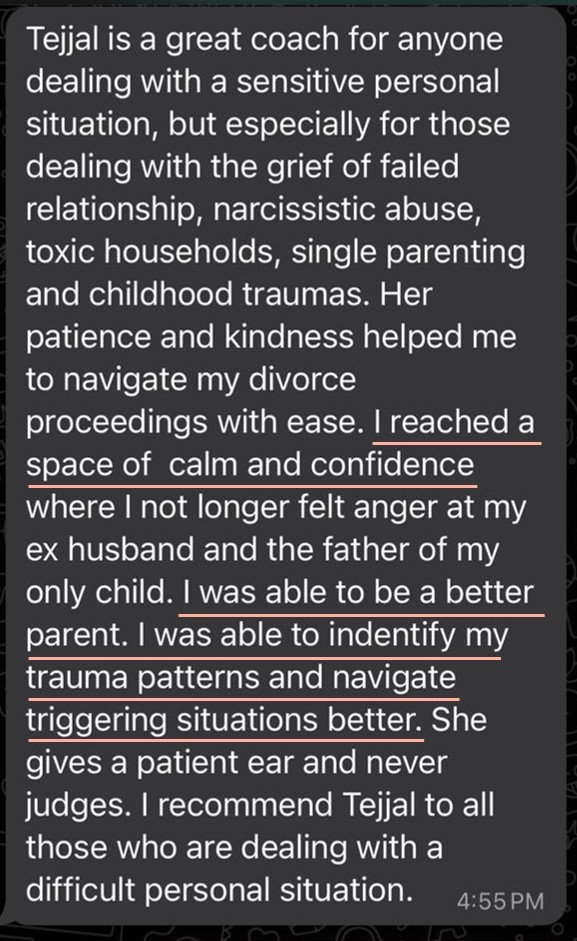 Tejjal is a great coach for anyone
dealing with a sensitive personal
situation, but especially for those
dealing with the grief of failed
relationship, narcissistic abuse,
toxic households, single parenting
and childhood traumas. Her
patience and kindness helped me
to navigate my divorce
proceedings with ease. I reached a
space of  calm and confidence
where I not longer felt anger at my
ex husband and the father of my
only child. I was able to be a better
parent. I was able to indentify my
trauma patterns and navigate
triggering situations better. She
gives a patient ear and never
judges. I recommend Tejjal to all
those who are dealing with a
difficult personal situation.
4:55 PM